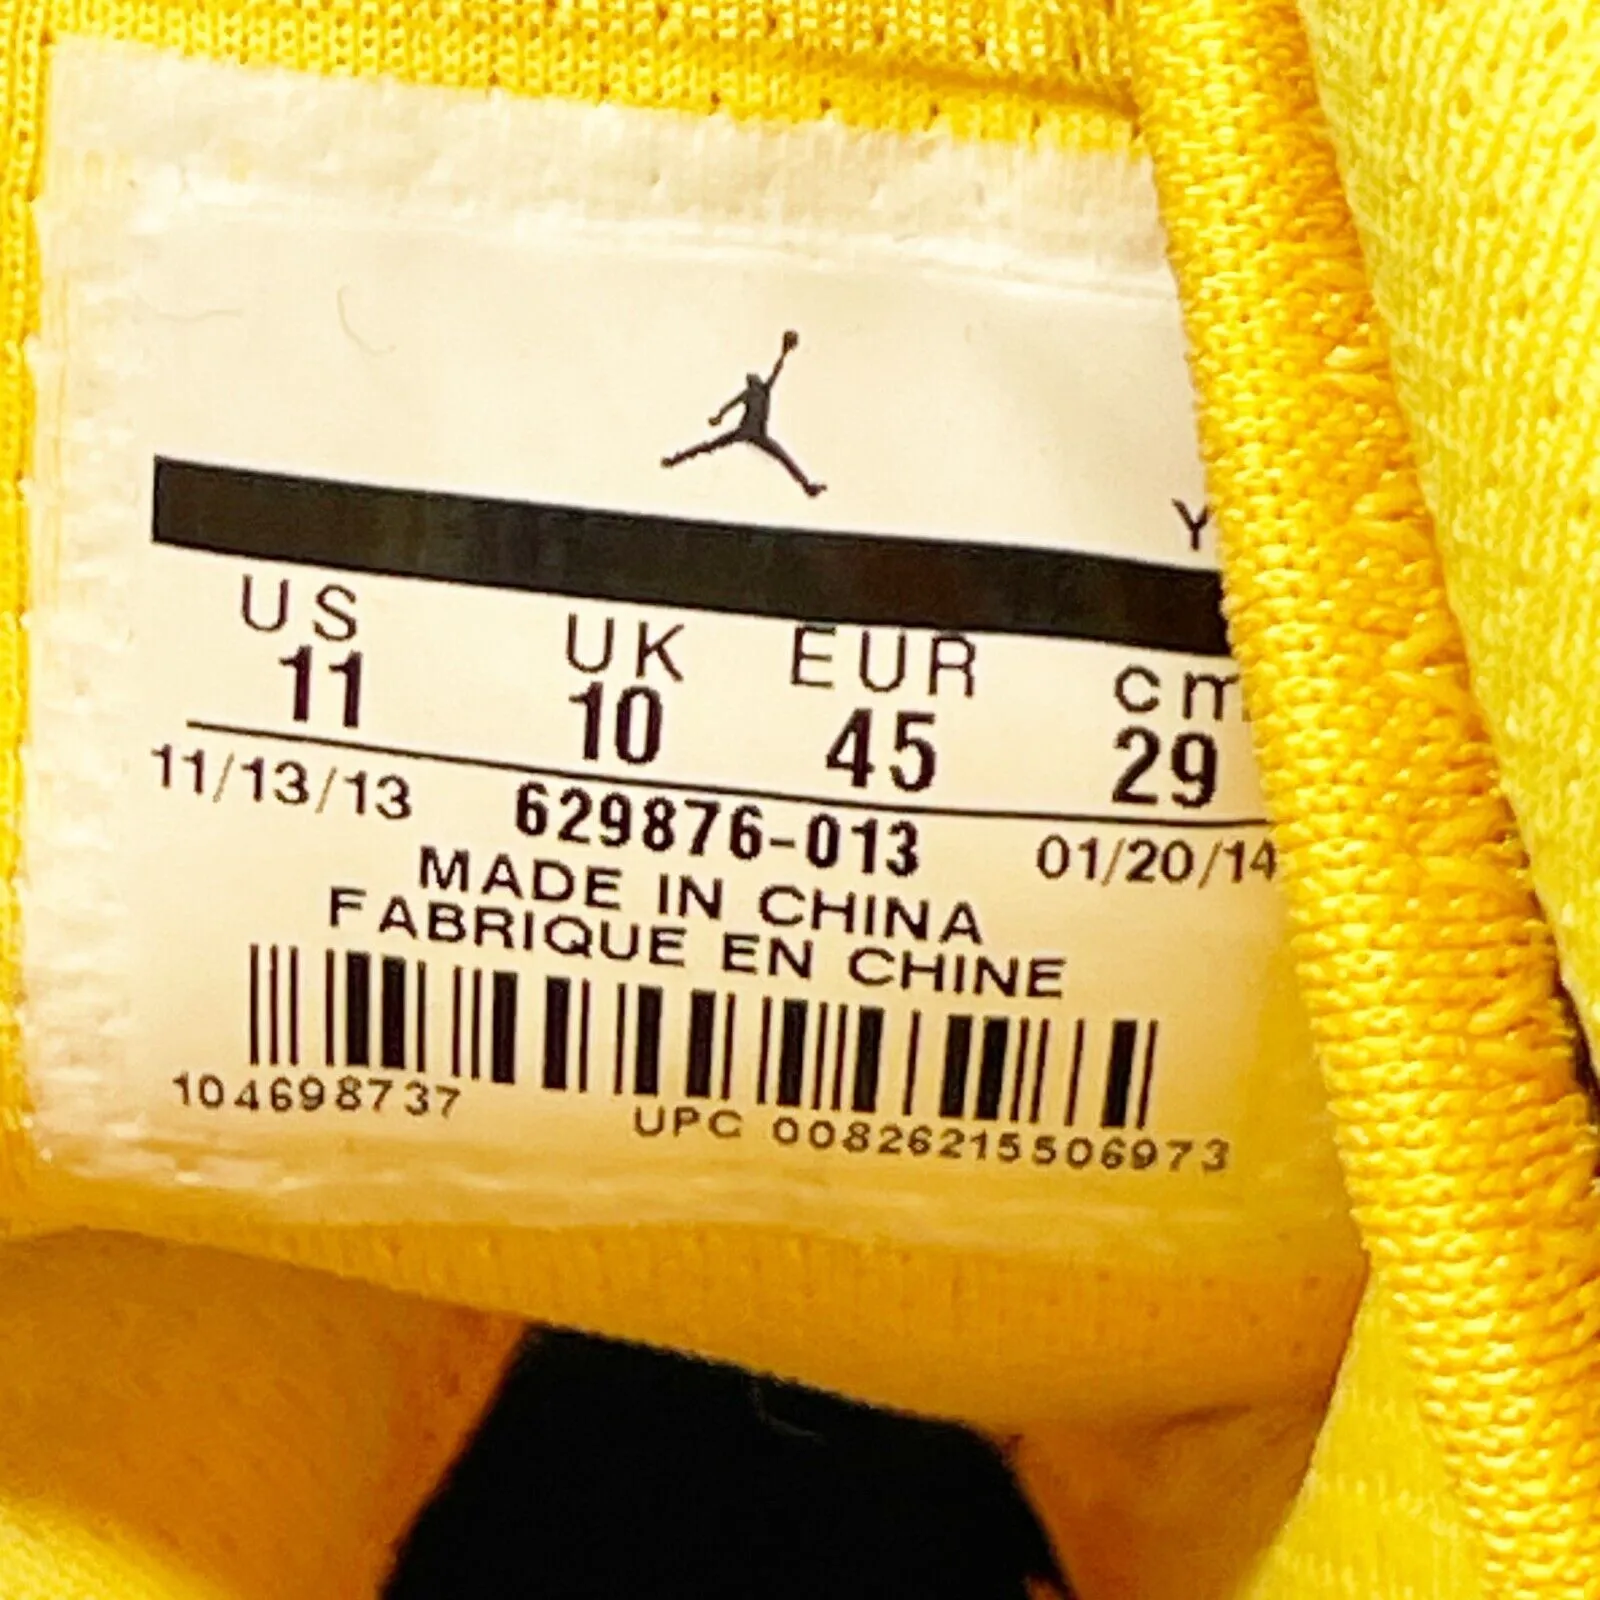 Y
US UK EUR cm
11 10 45 29
11/13/13 629876-013 01/20/14
MADE IN CHINA
FABRIQUE EN CHINE
104698737 UPC 00826215506973